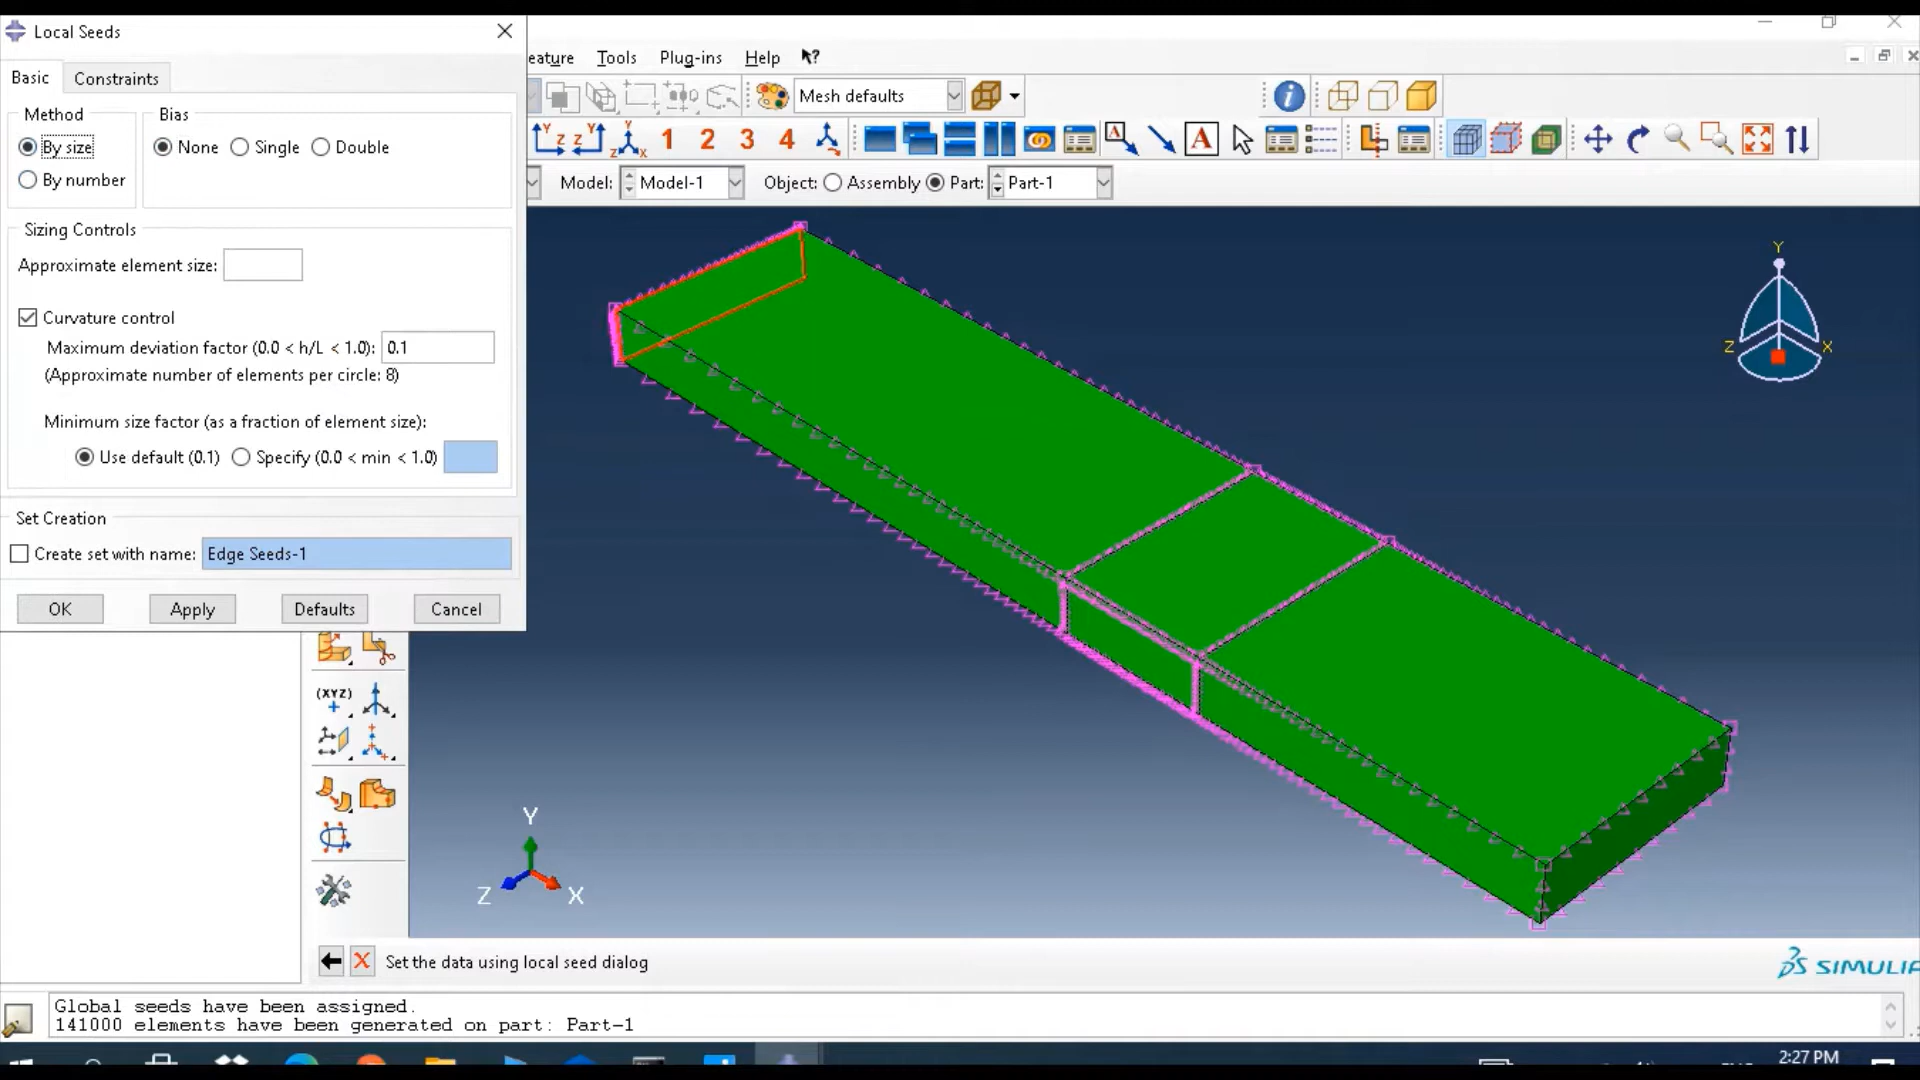 Local Seeds
eature Tools Plug-ins Help
Basic Constraints
Mesh defaults
Method
Bias
By size
None Single Double
1 2 3 4
A
By number
Model: Model-1 Object: Assembly Part: Part-1
Sizing Controls
Approximate element size:
Curvature control
Maximum deviation factor (0.0 < h/L < 1.0): 0.1
(Approximate number of elements per circle: 8)
Minimum size factor (as a fraction of element size):
Use default (0.1) Specify (0.0 < min < 1.0)
Set Creation
Create set with name: Edge Seeds-1
OK Apply Defaults Cancel
(XYZ)
Y
Z
X
Y
Z
X
Set the data using local seed dialog
SIMULIA
Global seeds have been assigned.
141000 elements have been generated on part: Part-1
2:27 PM